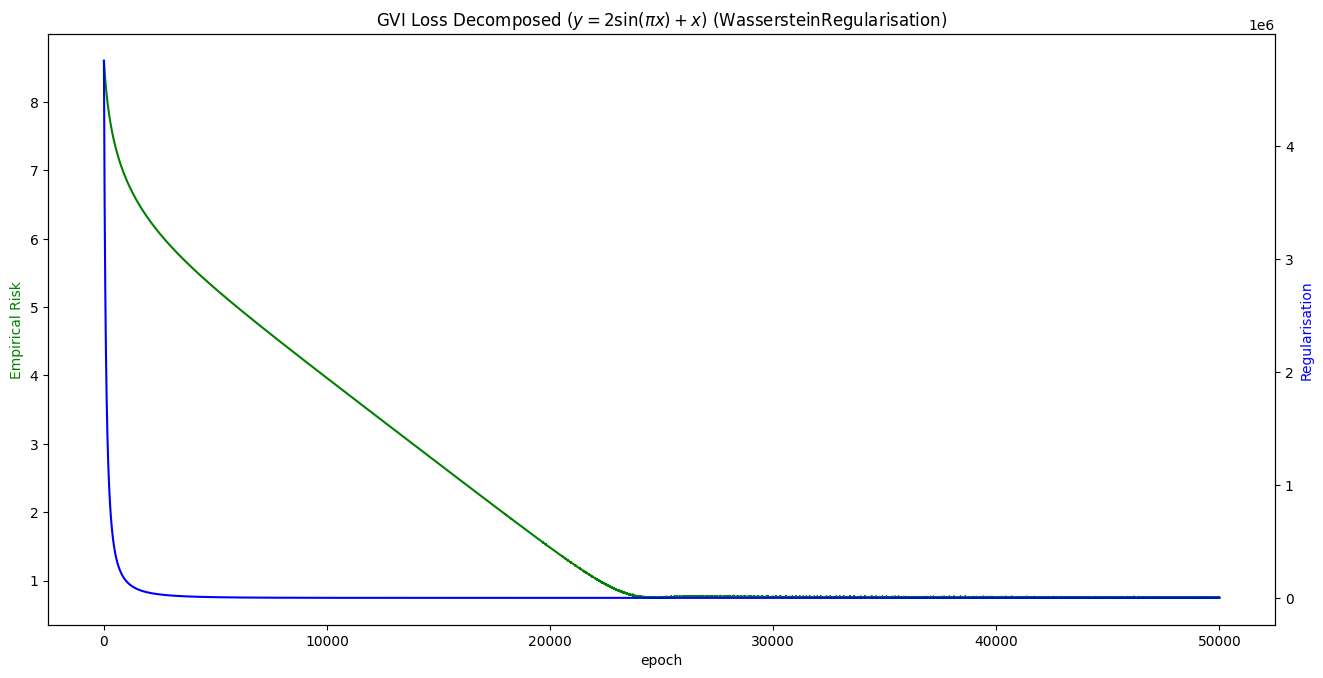 GVI Loss Decomposed (y = 2sin(πx) + x) (WassersteinRegularisation)
1e6
8
7
6
5
4
3
2
1
Empirical Risk
4
3
2
1
0
Regularisation
0 10000 20000 30000 40000 50000
epoch